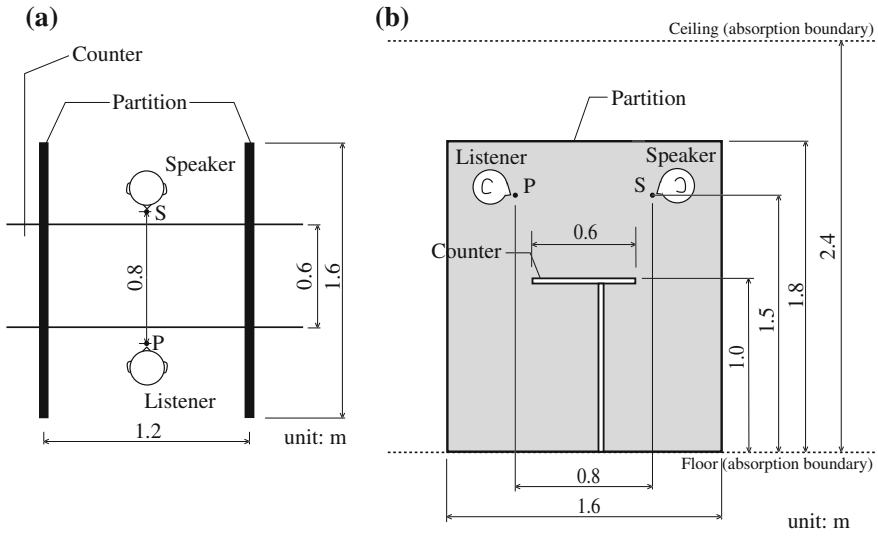 (a)
Counter
Partition
Speaker
S
0.8
0.6
1.6
P
Listener
1.2
unit: m
(b)
Ceiling (absorption boundary)
Partition
Listener
Speaker
P
S
0.6
Counter
2.4
1.8
1.5
1.0
Floor (absorption boundary)
0.8
1.6
unit: m